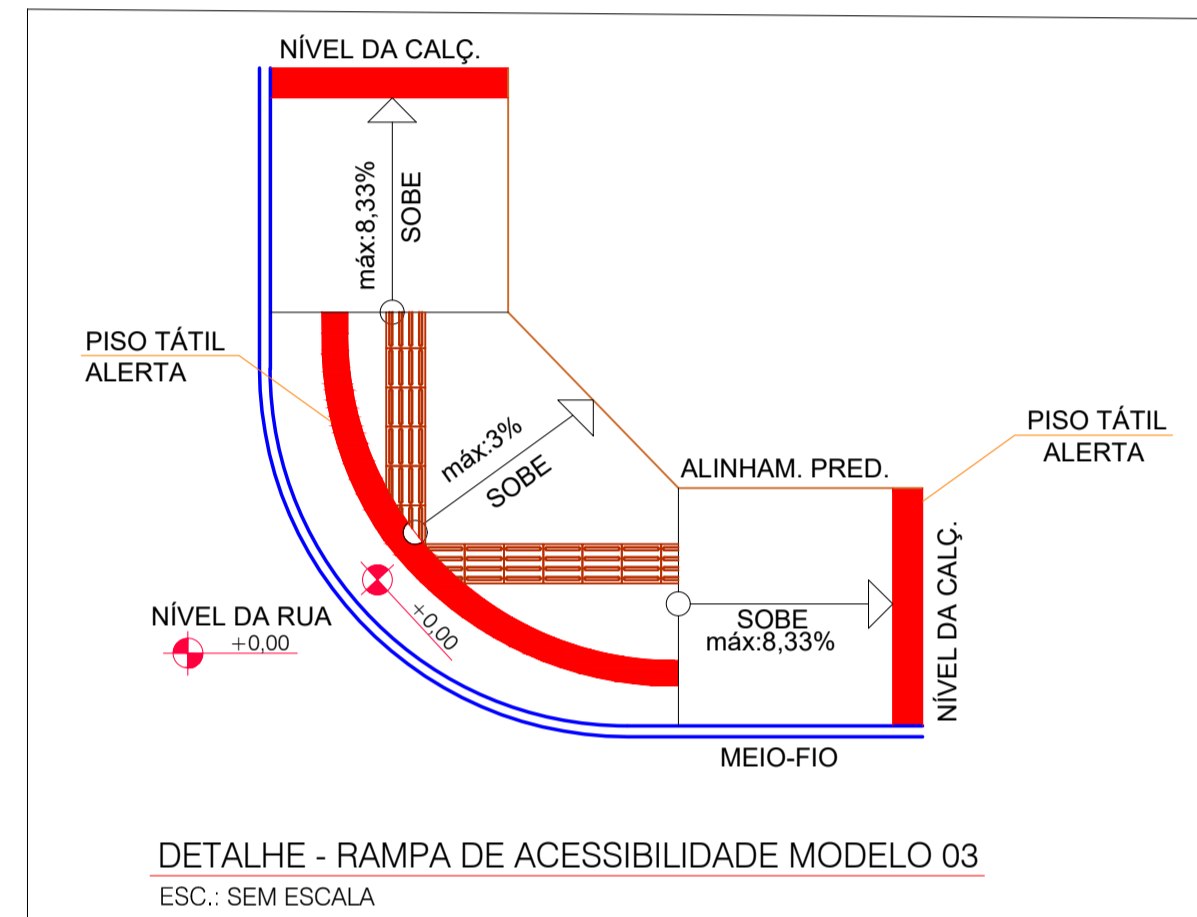 NÍVEL DA CALÇ.
máx:8,33%
SOBE
PISO TÁTIL
ALERTA
máx:3%
SOBE
PISO TÁTIL
ALERTA
ALINHAM. PRED.
NÍVEL DA CALÇ.
SOBE
máx:8,33%
+0,00
NÍVEL DA RUA
+0,00
MEIO-FIO
DETALHE - RAMPA DE ACESSIBILIDADE MODELO 03
ESC.: SEM ESCALA